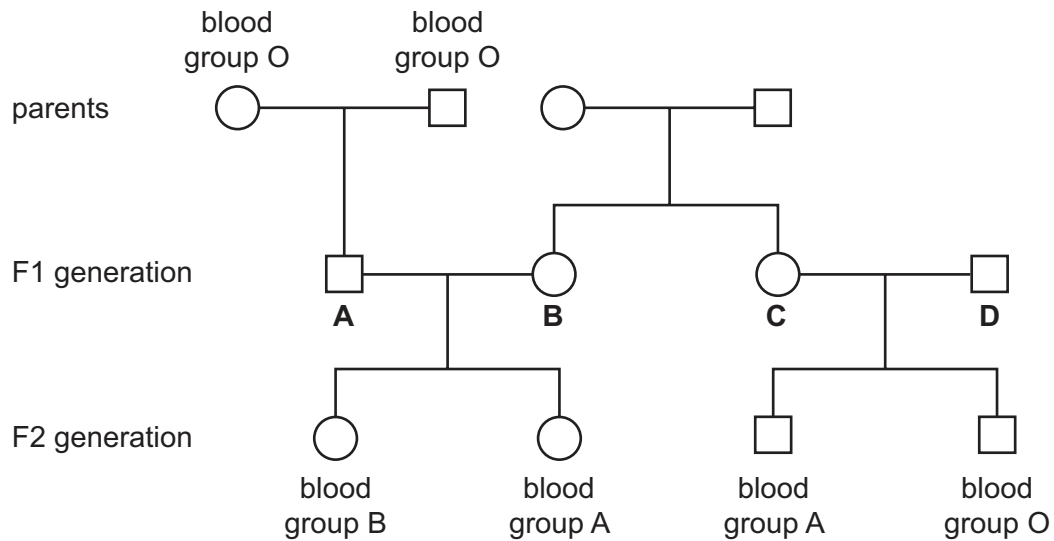 blood
group O
blood
group O
parents
F1 generation
A
B
C
D
F2 generation
blood
group B
blood
group A
blood
group A
blood
group O